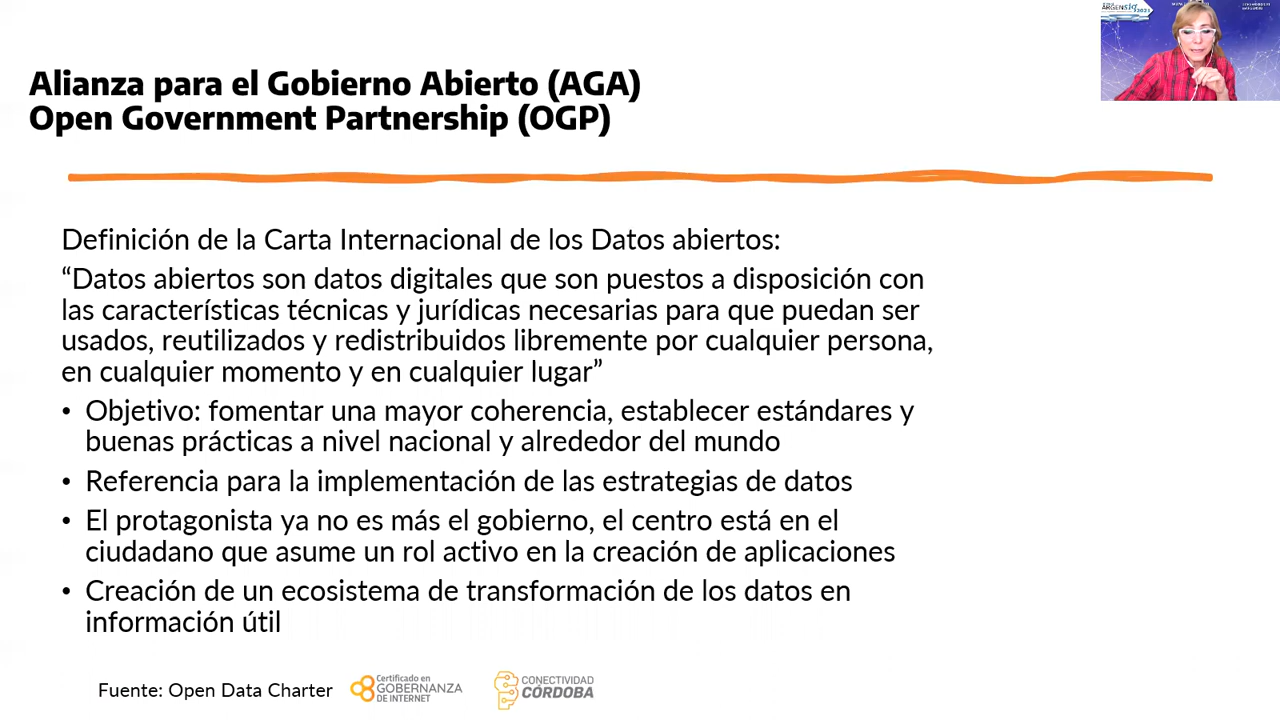 Alianza para el Gobierno Abierto (AGA)
Open Government Partnership (OGP)
Definición de la Carta Internacional de los Datos abiertos:
“Datos abiertos son datos digitales que son puestos a disposición con
las características técnicas y jurídicas necesarias para que puedan ser
usados, reutilizados y redistribuidos libremente por cualquier persona,
en cualquier momento y en cualquier lugar”
• Objetivo: fomentar una mayor coherencia, establecer estándares y
buenas prácticas a nivel nacional y alrededor del mundo
• Referencia para la implementación de las estrategias de datos
• El protagonista ya no es más el gobierno, el centro está en el
ciudadano que asume un rol activo en la creación de aplicaciones
• Creación de un ecosistema de transformación de los datos en
información útil
Fuente: Open Data Charter
Certificado en
GOBERNANZA
DE INTERNET
CONECTIVIDAD
CÓRDOBA